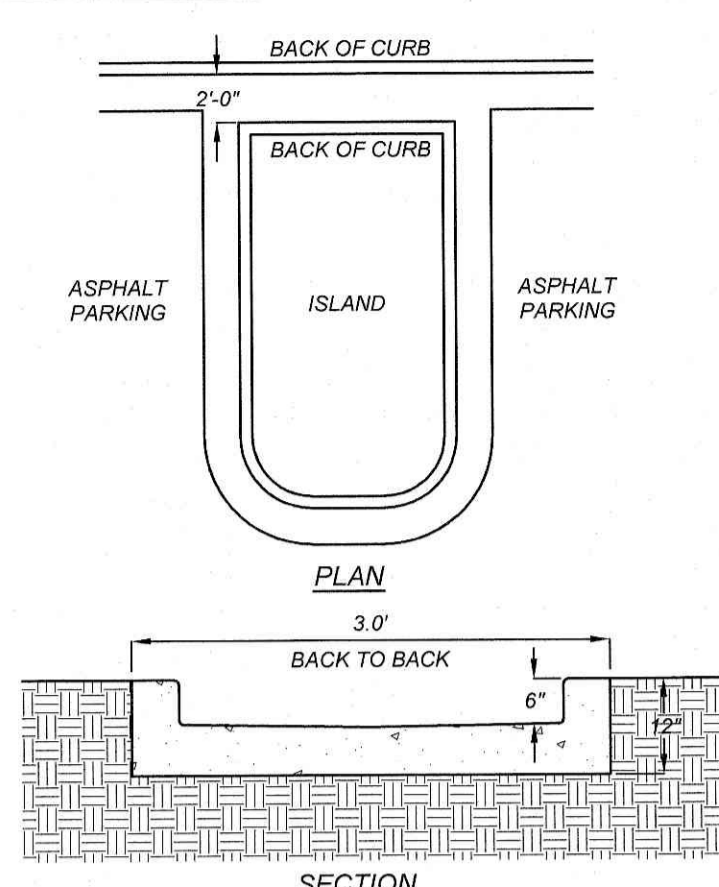 BACK OF CURB
2'-0"
BACK OF CURB
ASPHALT
PARKING
ISLAND
ASPHALT
PARKING
PLAN
3.0'
BACK TO BACK
6"
12"
SECTION